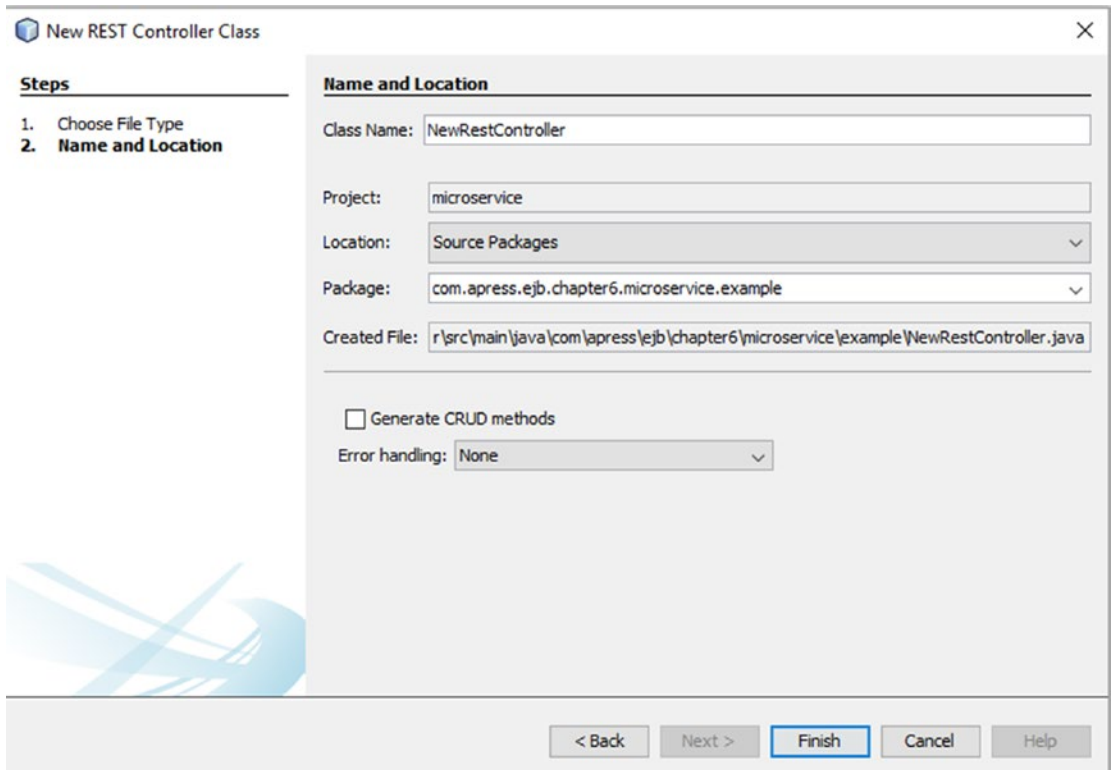 New REST Controller Class
Steps
1. Choose File Type
2. Name and Location
Name and Location
Class Name: NewRestController
Project: microservice
Location: Source Packages
Package: com.apress.ejb.chapter6.microservice.example
Created File: r\src\main\java\com\apress\ejb\chapter6\microservice\example\NewRestController.java
Generate CRUD methods
Error handling: None
< Back Next > Finish Cancel Help